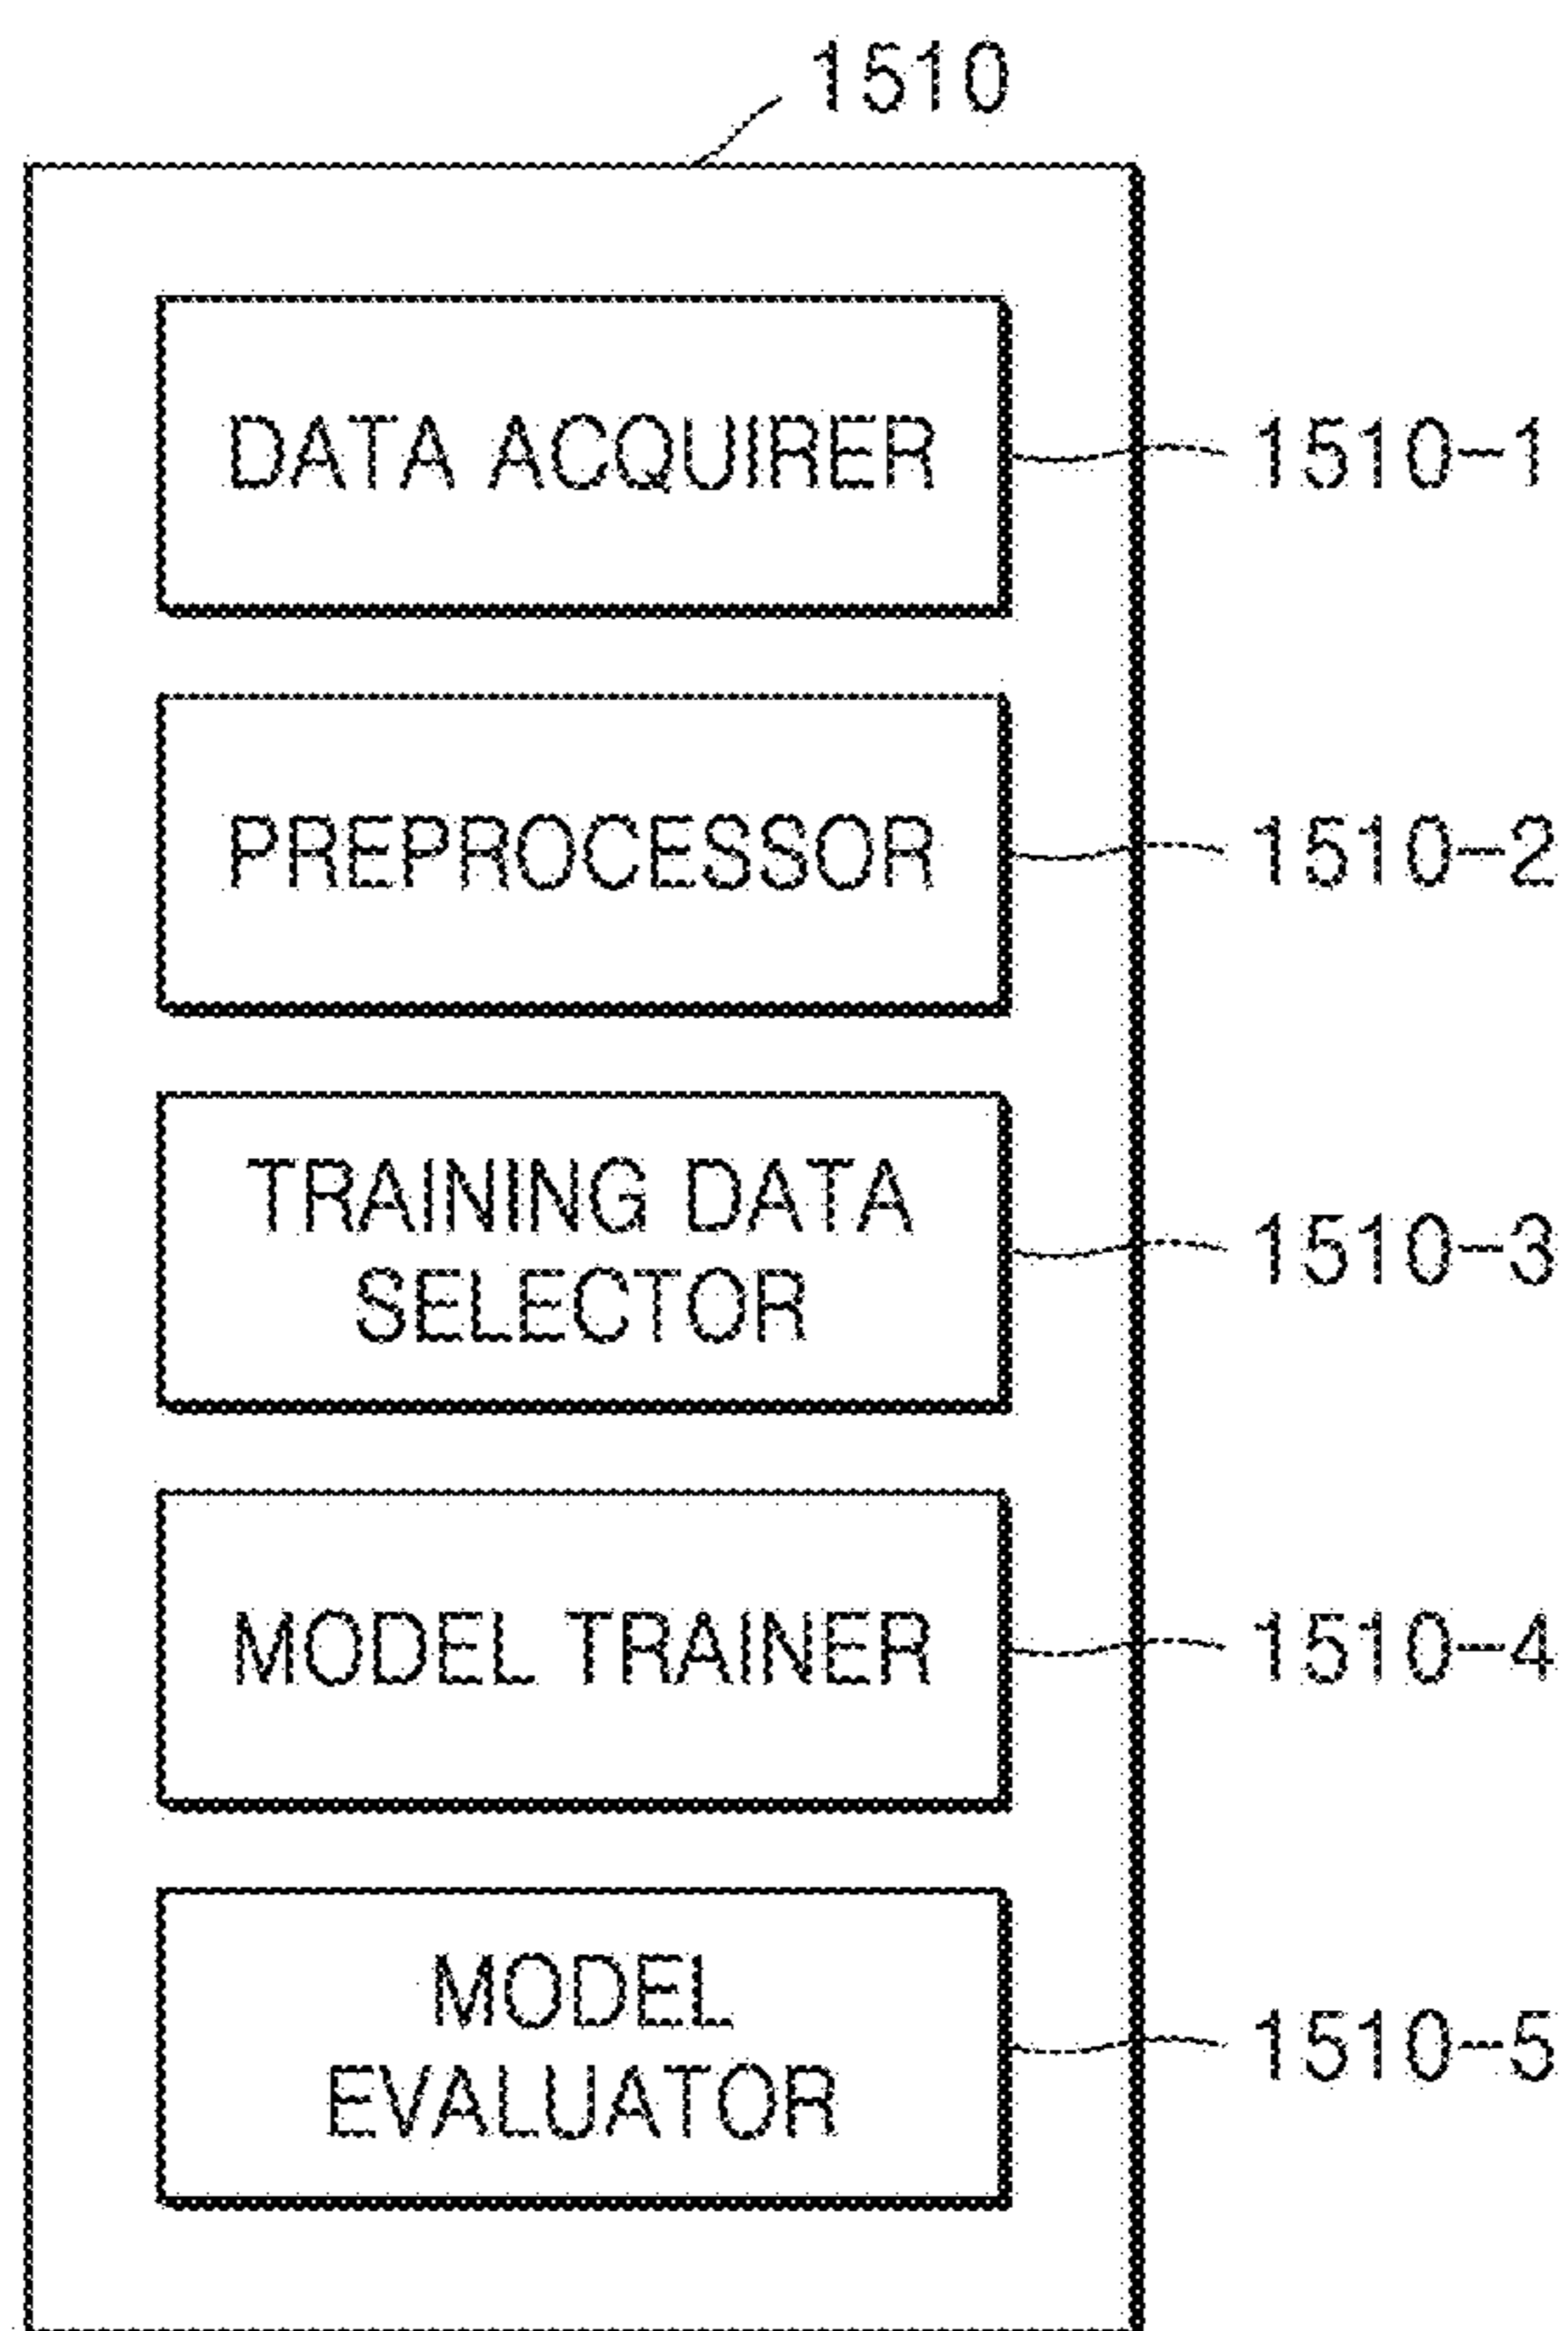 1510
DATA ACQUIRER
1510-1
PREPROCESSOR
1510-2
TRAINING DATA
SELECTOR
1510-3
MODEL TRAINER
1510-4
MODEL
EVALUATOR
1510-5